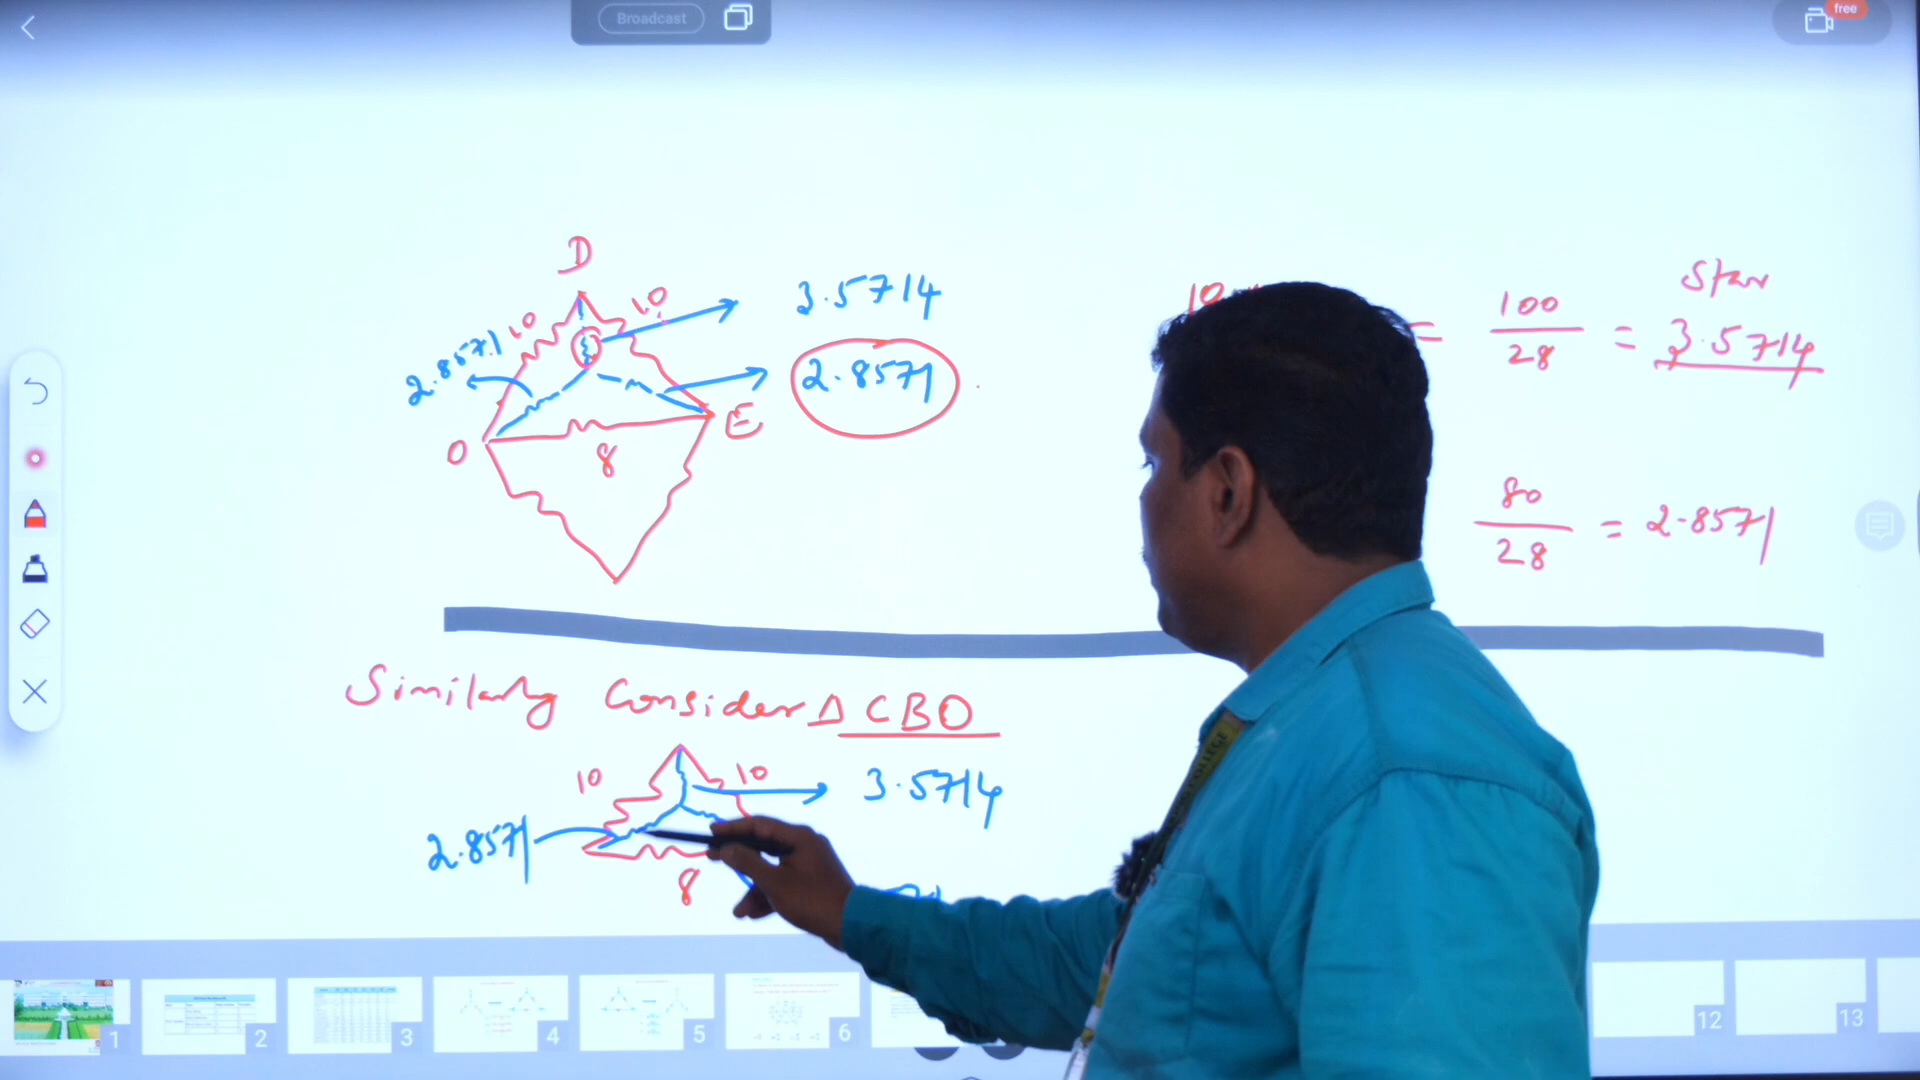 Broadcast
free
D
10
10
3.5714
2.8571
2.8571
O
8
E
10
= 100/28 = 3.5714
Star
80/28 = 2.8571
Similarly Consider Δ CBO
10
10
3.5714
2.8571
8
COLLEGE
1
2
3
4
5
6
12
13